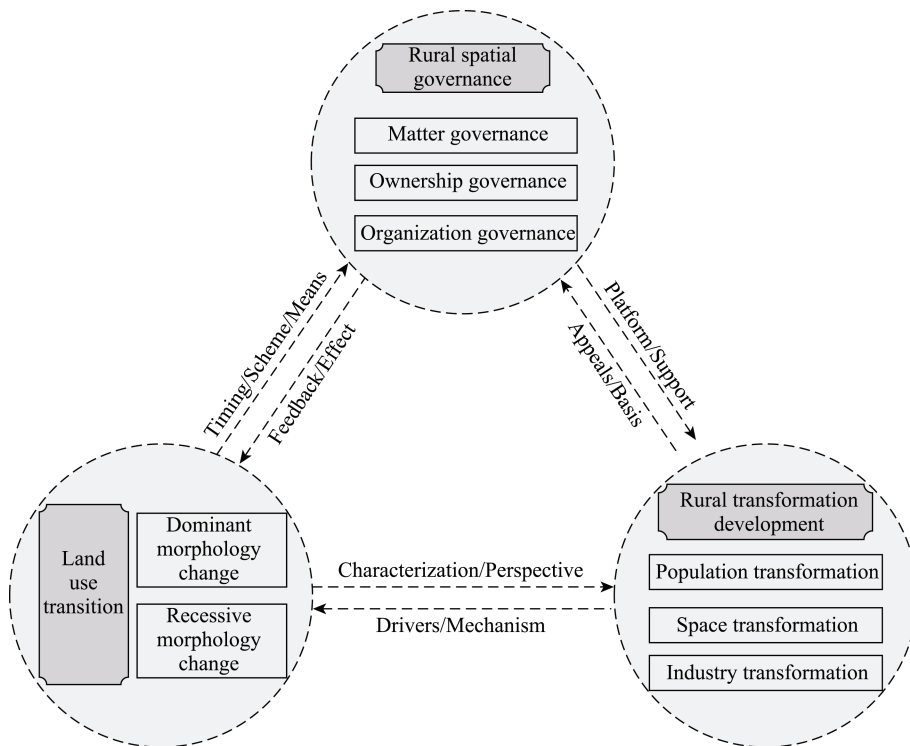 Rural spatial
governance
Matter governance
Ownership governance
Organization governance
Timing/Scheme/Means
Feedback/Effect
Platform/Support
Appeals/Basis
Land
use
transition
Dominant
morphology
change
Recessive
morphology
change
Characterization/Perspective
Drivers/Mechanism
Rural transformation
development
Population transformation
Space transformation
Industry transformation